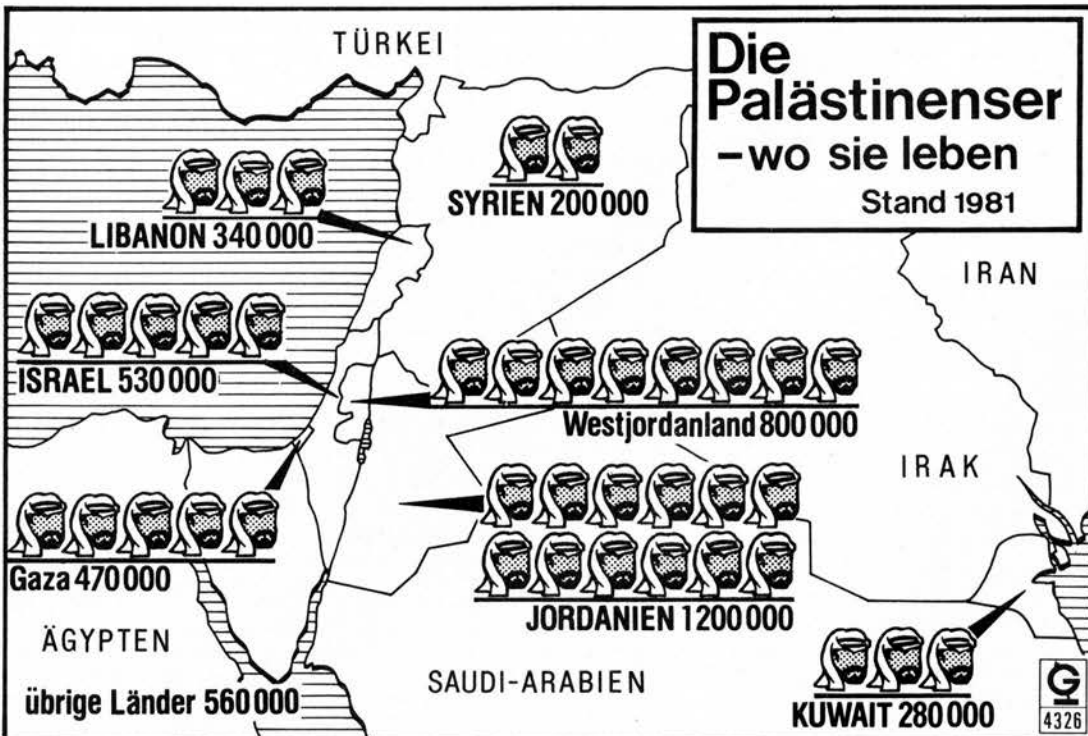 TÜRKEI
Die
Palästinenser
–wo sie leben
Stand 1981
SYRIEN 200 000
LIBANON 340 000
IRAN
ISRAEL 530 000
Westjordanland 800 000
IRAK
Gaza 470 000
JORDANIEN 1200 000
ÄGYPTEN
SAUDI-ARABIEN
übrige Länder 560 000
KUWAIT 280 000
G
4326